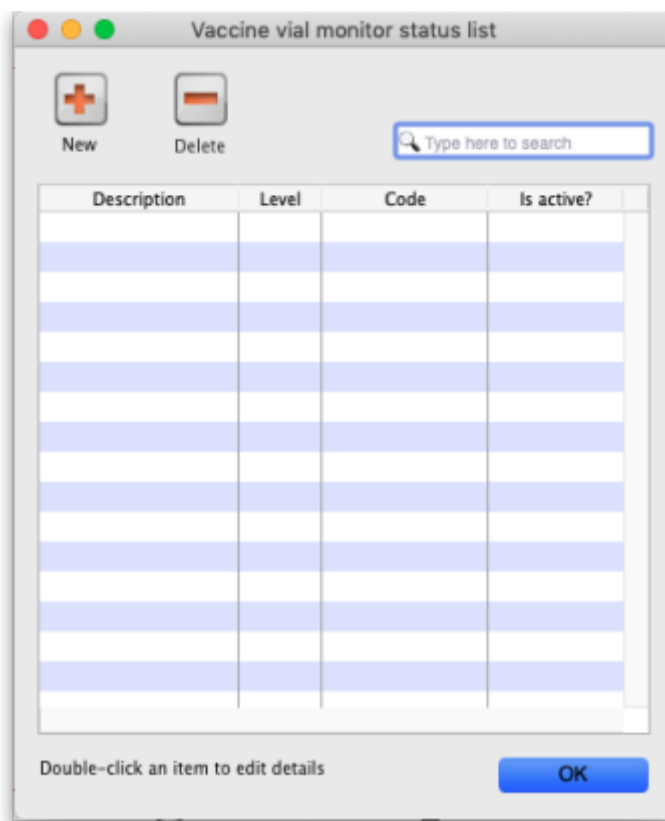 Vaccine vial monitor status list
New Delete
Type here to search
Description Level Code Is active?
Double-click an item to edit details
OK